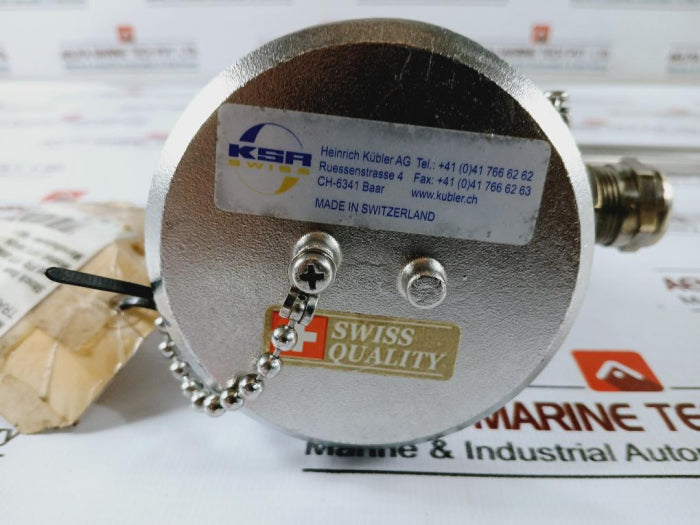 KSR
SWISS
Heinrich Kübler AG Tel.: +41 (0)41 766 62 62
Ruessenstrasse 4 Fax: +41 (0)41 766 62 63
CH-6341 Baar www.kubler.ch
MADE IN SWITZERLAND
SWISS
QUALITY
MARINE TE
Marine & Industrial Automa